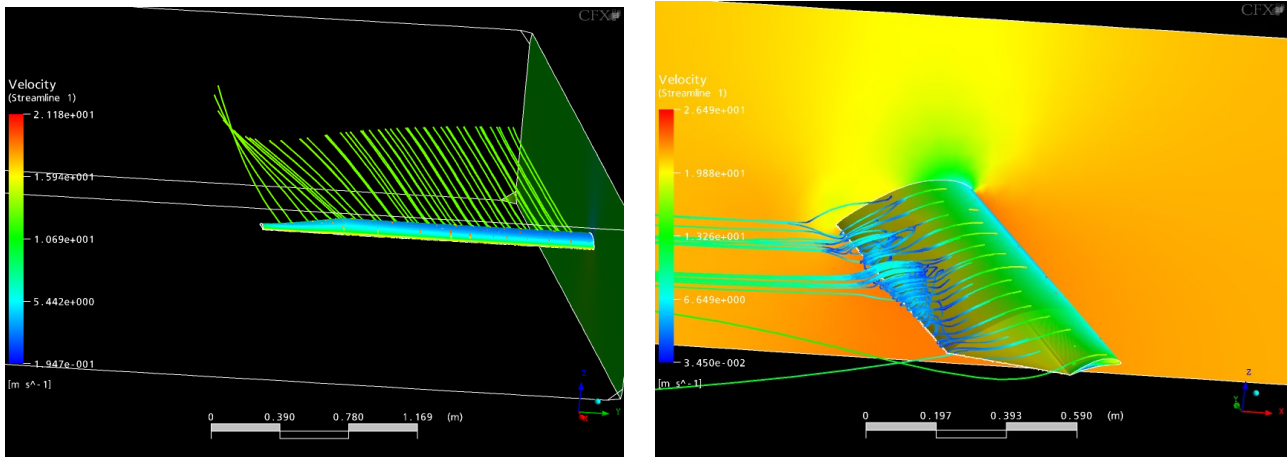 CFX
Velocity
(Streamline 1)
2.118e+001
1.594e+001
1.069e+001
5.442e+000
1.947e-001
[m s^-1]
0 0.390 0.780 1.169 (m)
Z
Y
X
CFX
Velocity
(Streamline 1)
2.649e+001
1.988e+001
1.326e+001
6.649e+000
3.450e-002
[m s^-1]
0 0.197 0.393 0.590 (m)
Z
Y
X